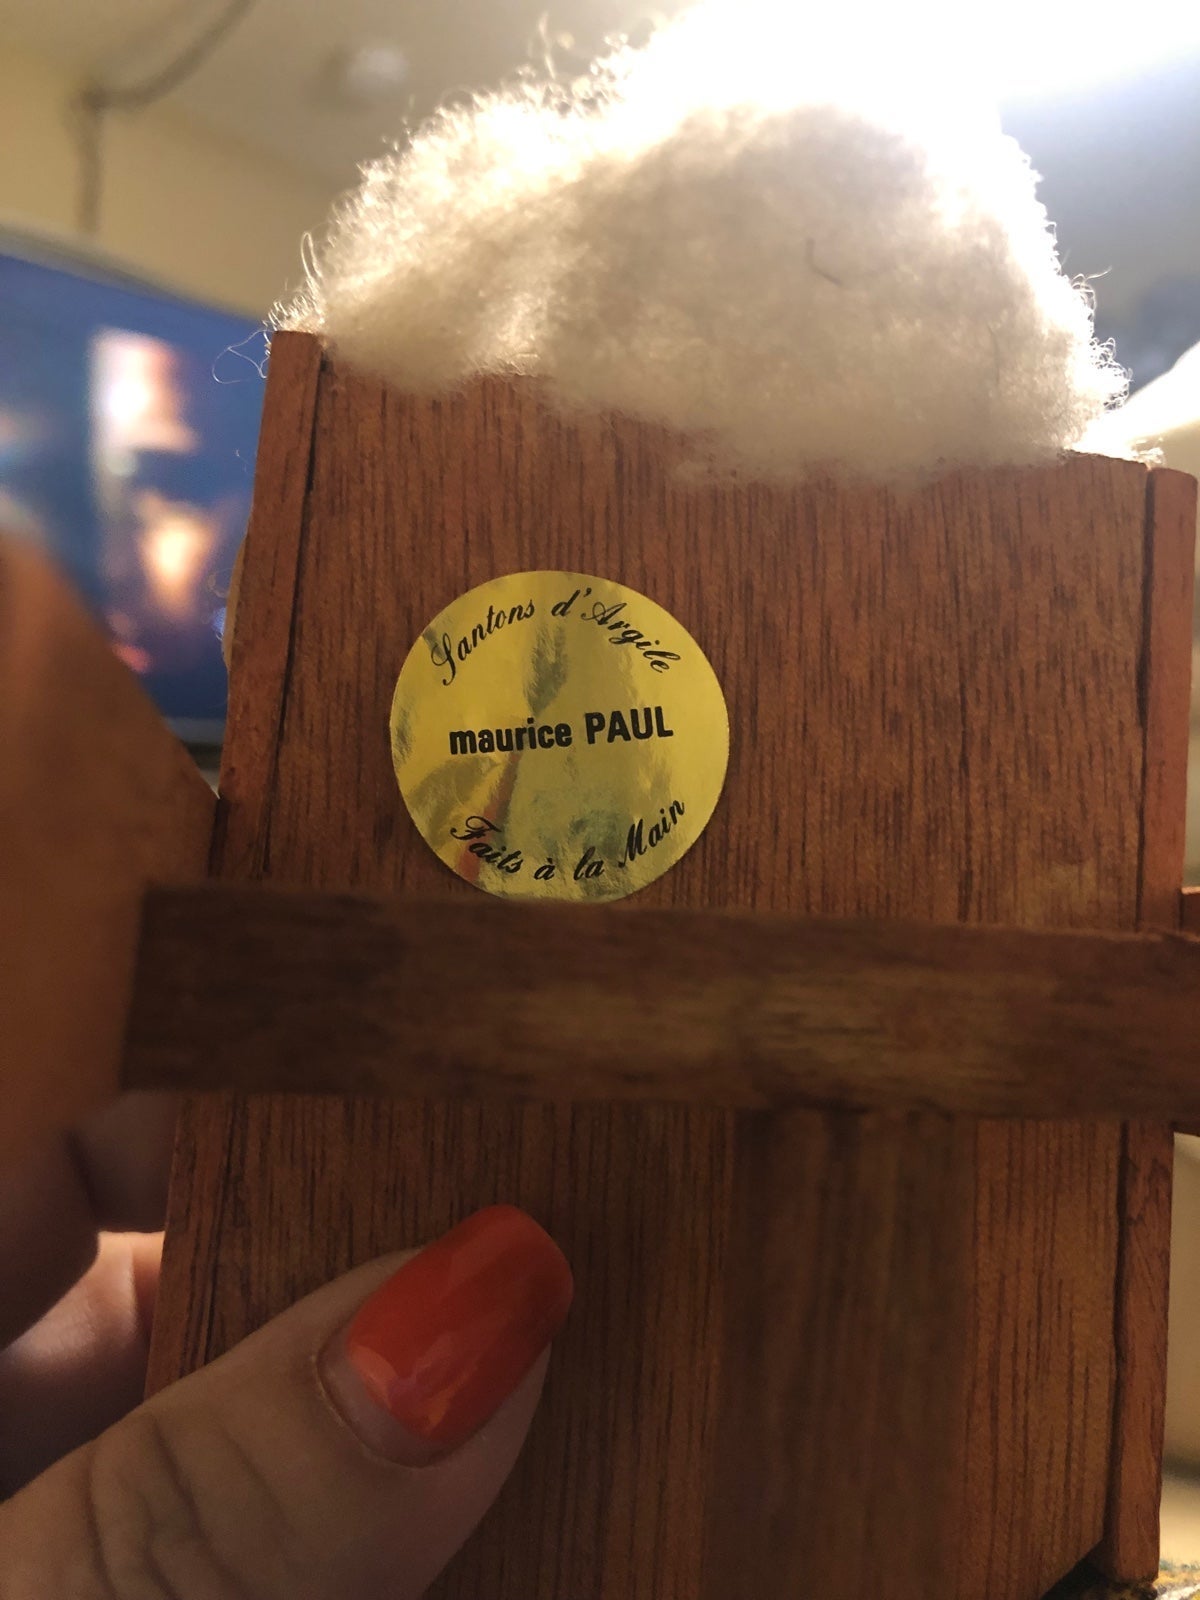 Santons d'Argile
maurice PAUL
Faits à la Main